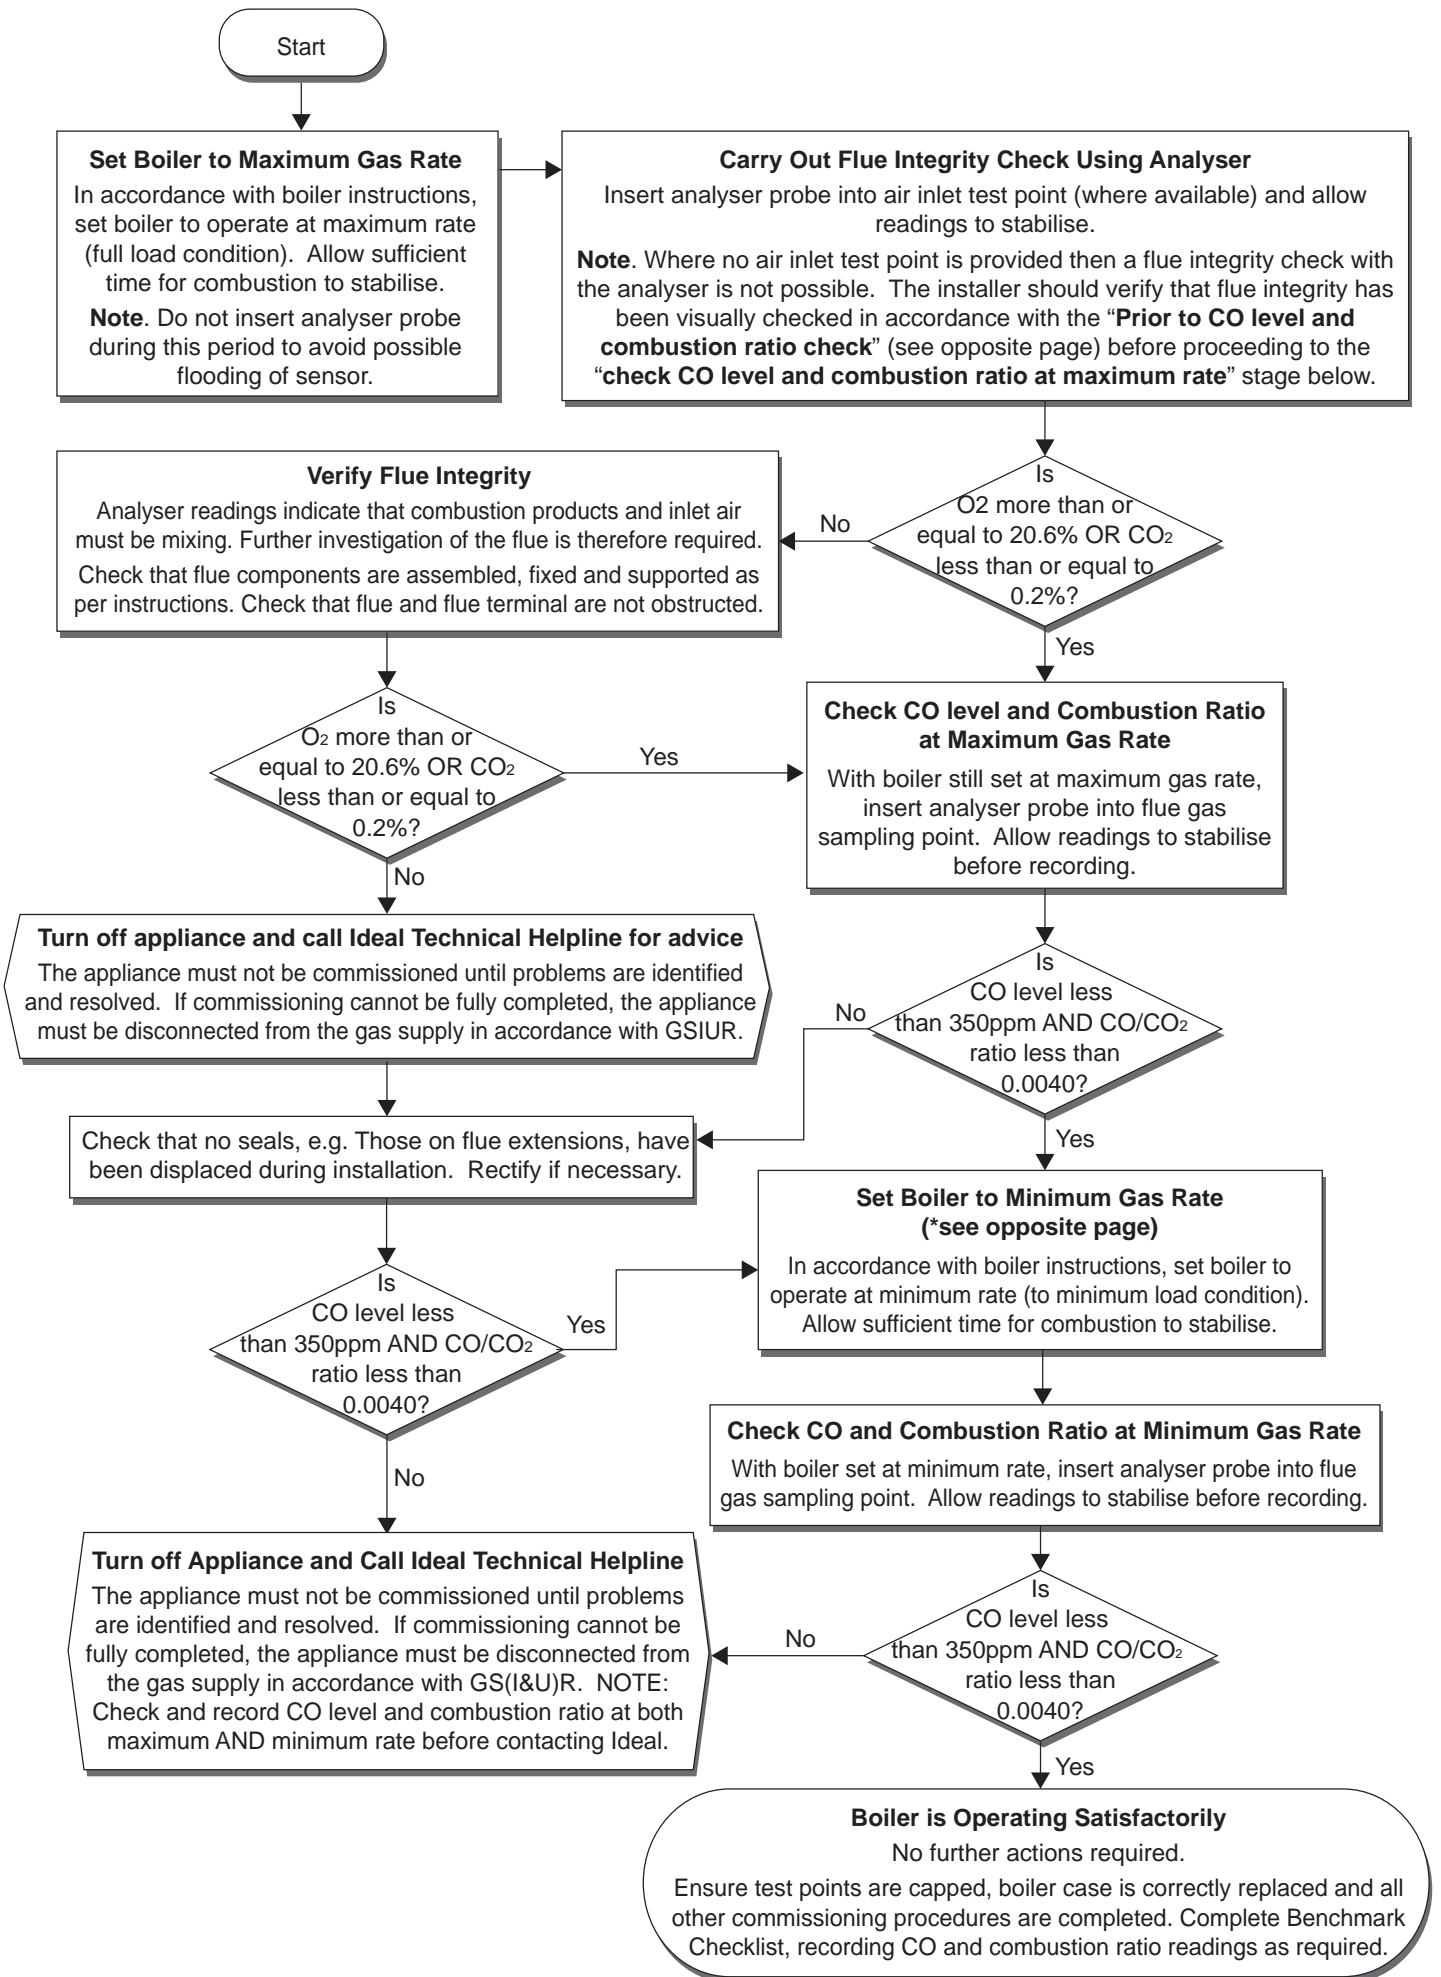 Start
Set Boiler to Maximum Gas Rate
In accordance with boiler instructions,
set boiler to operate at maximum rate
(full load condition).  Allow sufficient
time for combustion to stabilise.
Note. Do not insert analyser probe
during this period to avoid possible
flooding of sensor.
Carry Out Flue Integrity Check Using Analyser
Insert analyser probe into air inlet test point (where available) and allow
readings to stabilise.
Note. Where no air inlet test point is provided then a flue integrity check with
the analyser is not possible.  The installer should verify that flue integrity has
been visually checked in accordance with the “Prior to CO level and
combustion ratio check” (see opposite page) before proceeding to the
“check CO level and combustion ratio at maximum rate” stage below.
Is
O2 more than or
equal to 20.6% OR CO2
less than or equal to
0.2%?
No
Yes
Verify Flue Integrity
Analyser readings indicate that combustion products and inlet air
must be mixing. Further investigation of the flue is therefore required.
Check that flue components are assembled, fixed and supported as
per instructions. Check that flue and flue terminal are not obstructed.
Is
O2 more than or
equal to 20.6% OR CO2
less than or equal to
0.2%?
Yes
No
Check CO level and Combustion Ratio
at Maximum Gas Rate
With boiler still set at maximum gas rate,
insert analyser probe into flue gas
sampling point.  Allow readings to stabilise
before recording.
Turn off appliance and call Ideal Technical Helpline for advice
The appliance must not be commissioned until problems are identified
and resolved.  If commissioning cannot be fully completed, the appliance
must be disconnected from the gas supply in accordance with GSIUR.
Is
CO level less
than 350ppm AND CO/CO2
ratio less than
0.0040?
No
Yes
Check that no seals, e.g. Those on flue extensions, have
been displaced during installation.  Rectify if necessary.
Is
CO level less
than 350ppm AND CO/CO2
ratio less than
0.0040?
Yes
No
Set Boiler to Minimum Gas Rate
(*see opposite page)
In accordance with boiler instructions, set boiler to
operate at minimum rate (to minimum load condition).
Allow sufficient time for combustion to stabilise.
Check CO and Combustion Ratio at Minimum Gas Rate
With boiler set at minimum rate, insert analyser probe into flue
gas sampling point.  Allow readings to stabilise before recording.
Is
CO level less
than 350ppm AND CO/CO2
ratio less than
0.0040?
No
Yes
Turn off Appliance and Call Ideal Technical Helpline
The appliance must not be commissioned until problems
are identified and resolved.  If commissioning cannot be
fully completed, the appliance must be disconnected from
the gas supply in accordance with GS(I&U)R.  NOTE:
Check and record CO level and combustion ratio at both
maximum AND minimum rate before contacting Ideal.
Boiler is Operating Satisfactorily
No further actions required.
Ensure test points are capped, boiler case is correctly replaced and all
other commissioning procedures are completed. Complete Benchmark
Checklist, recording CO and combustion ratio readings as required.